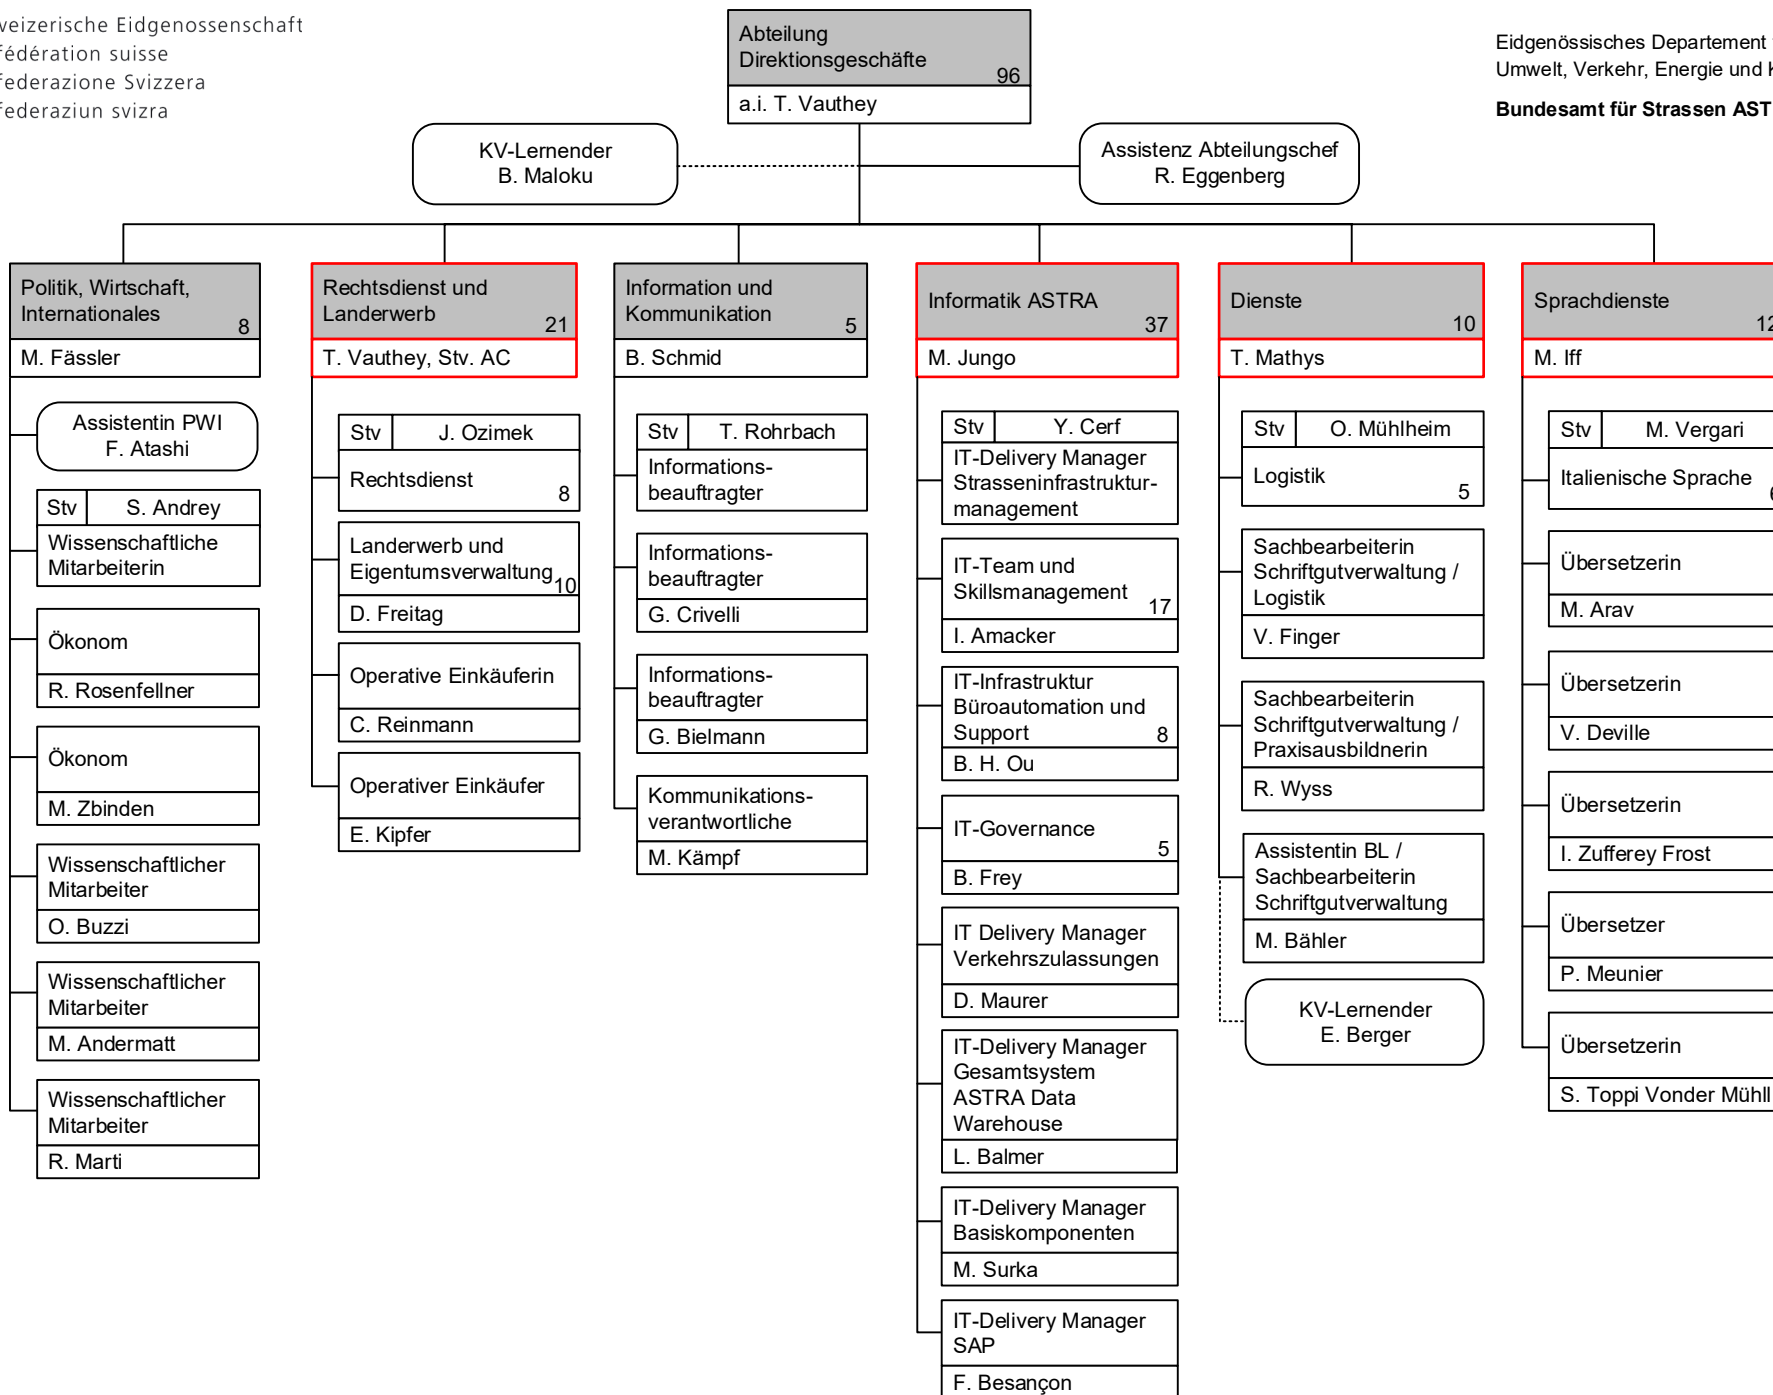 weizerische Eidgenossenschaft
fédération suisse
federazione Svizzera
federaziun svizra
Abteilung
Direktionsgeschäfte
96
a.i. T. Vauthey
Eidgenössisches Departement
Umwelt, Verkehr, Energie und
Bundesamt für Strassen AST
KV-Lernender
B. Maloku
Assistenz Abteilungschef
R. Eggenberg
Politik, Wirtschaft,
Internationales
8
M. Fässler
Assistentin PWI
F. Atashi
Stv
S. Andrey
Wissenschaftliche
Mitarbeiterin
Ökonom
R. Rosenfellner
Ökonom
M. Zbinden
Wissenschaftlicher
Mitarbeiter
O. Buzzi
Wissenschaftlicher
Mitarbeiter
M. Andermatt
Wissenschaftlicher
Mitarbeiter
R. Marti
Rechtsdienst und
Landerwerb
21
T. Vauthey, Stv. AC
Stv
J. Ozimek
Rechtsdienst
8
Landerwerb und
Eigentumsverwaltung
10
D. Freitag
Operative Einkäuferin
C. Reinmann
Operativer Einkäufer
E. Kipfer
Information und
Kommunikation
5
B. Schmid
Stv
T. Rohrbach
Informations-
beauftragter
Informations-
beauftragter
G. Crivelli
Informations-
beauftragter
G. Bielmann
Kommunikations-
verantwortliche
M. Kämpf
Informatik ASTRA
37
M. Jungo
Stv
Y. Cerf
IT-Delivery Manager
Strasseninfrastruktur-
management
IT-Team und
Skillsmanagement
17
I. Amacker
IT-Infrastruktur
Büroautomation und
Support
8
B. H. Ou
IT-Governance
5
B. Frey
IT Delivery Manager
Verkehrszulassungen
D. Maurer
IT-Delivery Manager
Gesamtsystem
ASTRA Data
Warehouse
L. Balmer
IT-Delivery Manager
Basiskomponenten
M. Surka
IT-Delivery Manager
SAP
F. Besançon
Dienste
10
T. Mathys
Stv
O. Mühlheim
Logistik
5
Sachbearbeiterin
Schriftgutverwaltung /
Logistik
V. Finger
Sachbearbeiterin
Schriftgutverwaltung /
Praxisausbildnerin
R. Wyss
Assistentin BL /
Sachbearbeiterin
Schriftgutverwaltung
M. Bähler
KV-Lernender
E. Berger
Sprachdienste
12
M. Iff
Stv
M. Vergari
Italienische Sprache
Übersetzerin
M. Arav
Übersetzerin
V. Deville
Übersetzerin
I. Zufferey Frost
Übersetzer
P. Meunier
Übersetzerin
S. Toppi Vonder Mühll